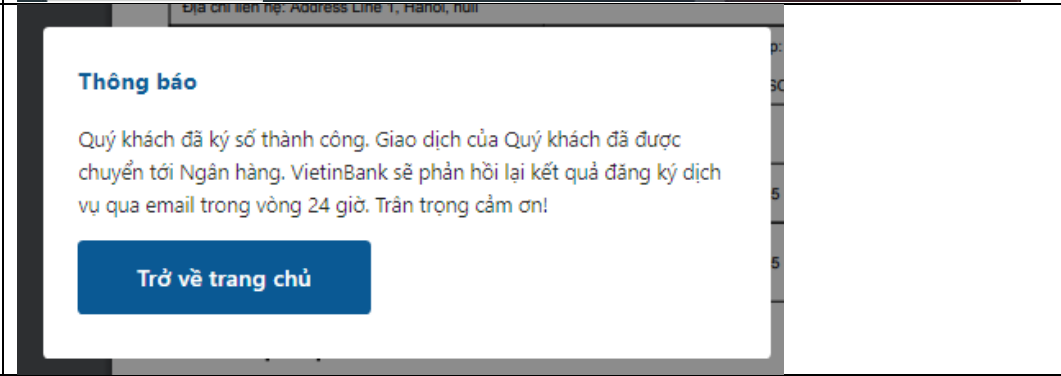 Địa chỉ liên hệ: Address Line 1, Hanoi, null
Thông báo
Quý khách đã ký số thành công. Giao dịch của Quý khách đã được
chuyển tới Ngân hàng. VietinBank sẽ phản hồi lại kết quả đăng ký dịch
vụ qua email trong vòng 24 giờ. Trân trọng cảm ơn!
Trở về trang chủ